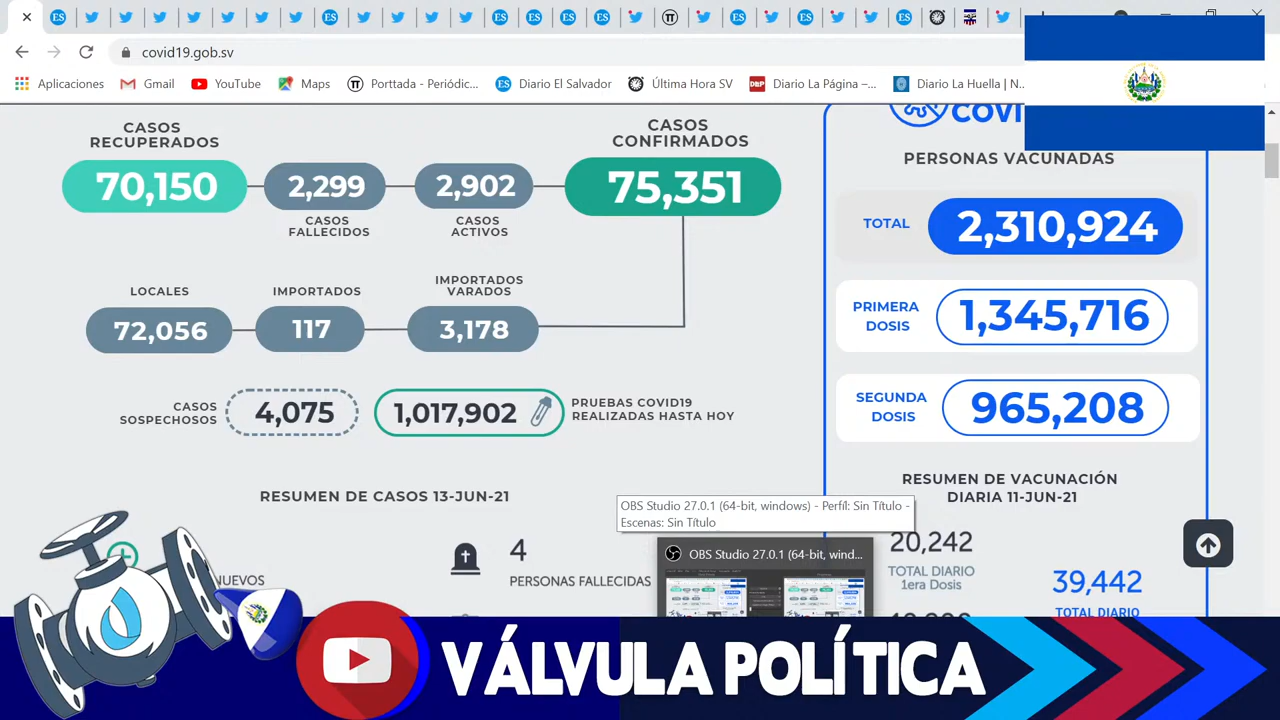 covid19.gob.sv
Aplicaciones
Gmail
YouTube
Maps
Porttada - Periódic...
Diario El Salvador
Última Hora SV
Diario La Página –...
Diario La Huella | N...
CASOS
RECUPERADOS
70,150
2,299
CASOS
FALLECIDOS
2,902
CASOS
ACTIVOS
CASOS
CONFIRMADOS
75,351
LOCALES
72,056
IMPORTADOS
117
IMPORTADOS
VARADOS
3,178
CASOS
SOSPECHOSOS
4,075
1,017,902
PRUEBAS COVID19
REALIZADAS HASTA HOY
RESUMEN DE CASOS 13-JUN-21
4
PERSONAS FALLECIDAS
PERSONAS VACUNADAS
TOTAL
2,310,924
PRIMERA
DOSIS
1,345,716
SEGUNDA
DOSIS
965,208
RESUMEN DE VACUNACIÓN
DIARIA 11-JUN-21
20,242
TOTAL DIARIO
1era Dosis
39,442
TOTAL DIARIO
OBS Studio 27.0.1 (64-bit, windows) - Perfil: Sin Título -
Escenas: Sin Título
OBS Studio 27.0.1 (64-bit, wind...
VÁLVULA POLÍTICA